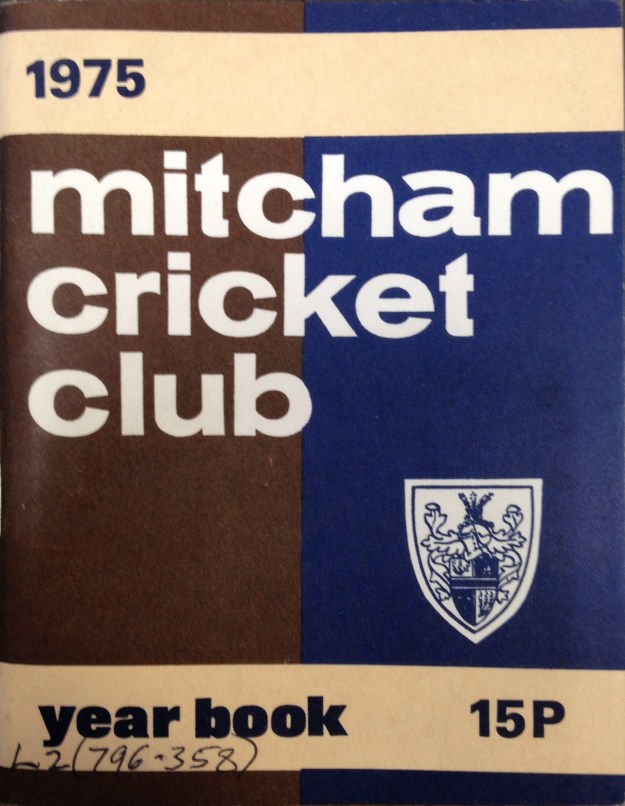 1975
mitcham
cricket
club
year book 15P
L2(796.358)